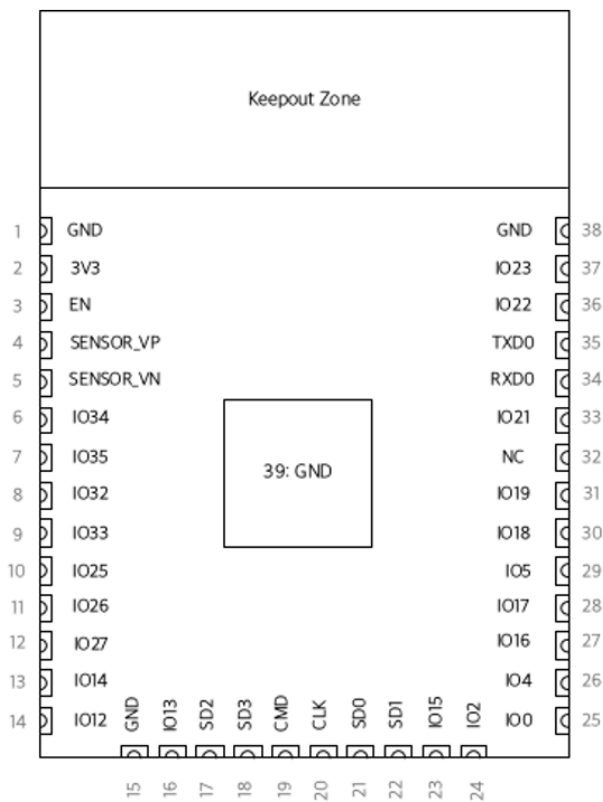 Keepout Zone
1 GND GND 38
2 3V3 IO23 37
3 EN IO22 36
4 SENSOR_VP TXD0 35
5 SENSOR_VN RXD0 34
6 IO34 IO21 33
7 IO35 NC 32
39: GND
8 IO32 IO19 31
9 IO33 IO18 30
10 IO25 IO5 29
11 IO26 IO17 28
12 IO27 IO16 27
13 IO14 IO4 26
14 IO12 IO0 25
GND IO13 SD2 SD3 CMD CLK SD0 SD1 IO15 IO2
15 16 17 18 19 20 21 22 23 24